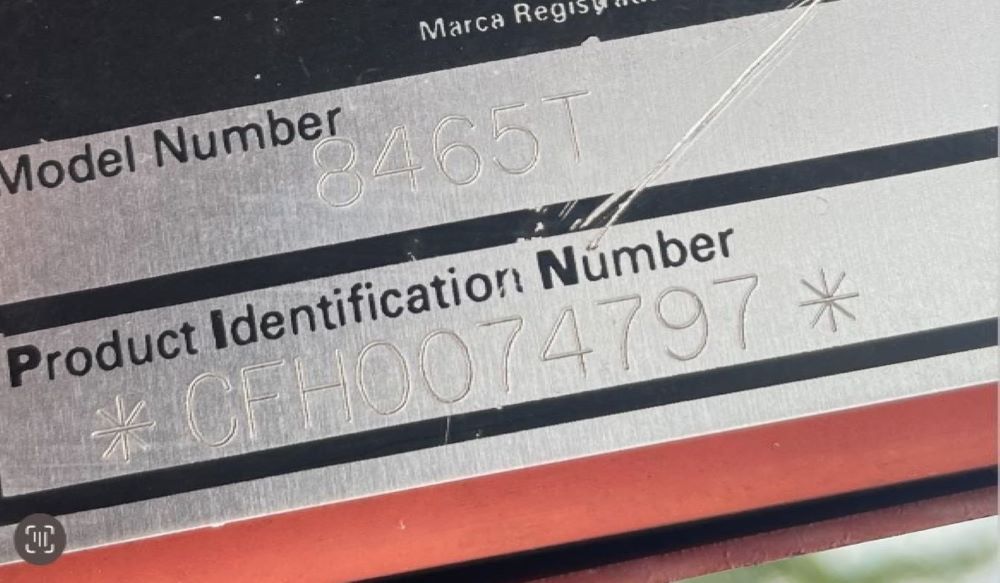 Marca
Model Number
8465T
Product Identification Number
*CFH0074797*